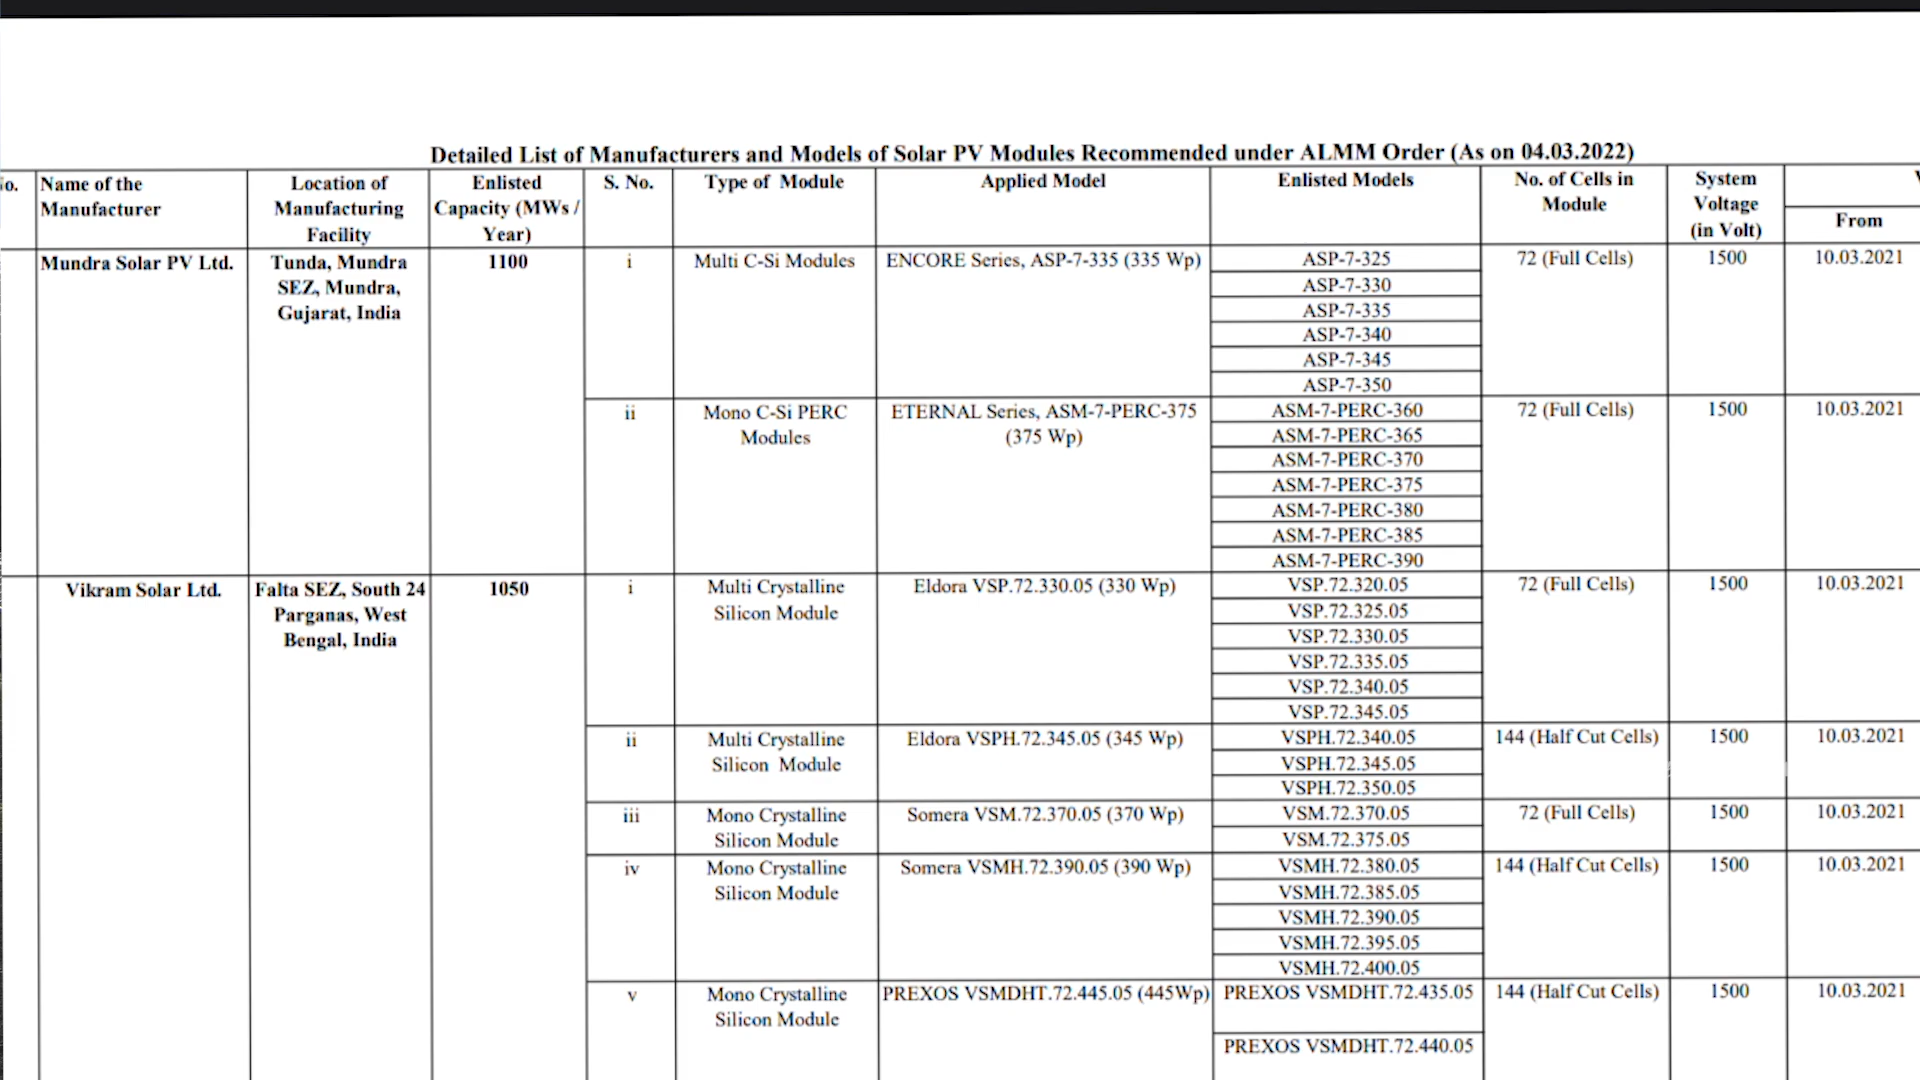 Detailed List of Manufacturers and Models of Solar PV Modules Recommended under ALMM Order (As on 04.03.2022)
Name of the Manufacturer
Location of Manufacturing Facility
Enlisted Capacity (MWs / Year)
S. No.
Type of Module
Applied Model
Enlisted Models
No. of Cells in Module
System Voltage (in Volt)
From
Mundra Solar PV Ltd.
Tunda, Mundra SEZ, Mundra, Gujarat, India
1100
i
Multi C-Si Modules
ENCORE Series, ASP-7-335 (335 Wp)
ASP-7-325
ASP-7-330
ASP-7-335
ASP-7-340
ASP-7-345
ASP-7-350
72 (Full Cells)
1500
10.03.2021
ii
Mono C-Si PERC Modules
ETERNAL Series, ASM-7-PERC-375 (375 Wp)
ASM-7-PERC-360
ASM-7-PERC-365
ASM-7-PERC-370
ASM-7-PERC-375
ASM-7-PERC-380
ASM-7-PERC-385
ASM-7-PERC-390
72 (Full Cells)
1500
10.03.2021
Vikram Solar Ltd.
Falta SEZ, South 24 Parganas, West Bengal, India
1050
i
Multi Crystalline Silicon Module
Eldora VSP.72.330.05 (330 Wp)
VSP.72.320.05
VSP.72.325.05
VSP.72.330.05
VSP.72.335.05
VSP.72.340.05
VSP.72.345.05
72 (Full Cells)
1500
10.03.2021
ii
Multi Crystalline Silicon Module
Eldora VSPH.72.345.05 (345 Wp)
VSPH.72.340.05
VSPH.72.345.05
VSPH.72.350.05
144 (Half Cut Cells)
1500
10.03.2021
iii
Mono Crystalline Silicon Module
Somera VSM.72.370.05 (370 Wp)
VSM.72.370.05
VSM.72.375.05
72 (Full Cells)
1500
10.03.2021
iv
Mono Crystalline Silicon Module
Somera VSMH.72.390.05 (390 Wp)
VSMH.72.380.05
VSMH.72.385.05
VSMH.72.390.05
VSMH.72.395.05
VSMH.72.400.05
144 (Half Cut Cells)
1500
10.03.2021
v
Mono Crystalline Silicon Module
PREXOS VSMDHT.72.445.05 (445Wp)
PREXOS VSMDHT.72.435.05
PREXOS VSMDHT.72.440.05
144 (Half Cut Cells)
1500
10.03.2021